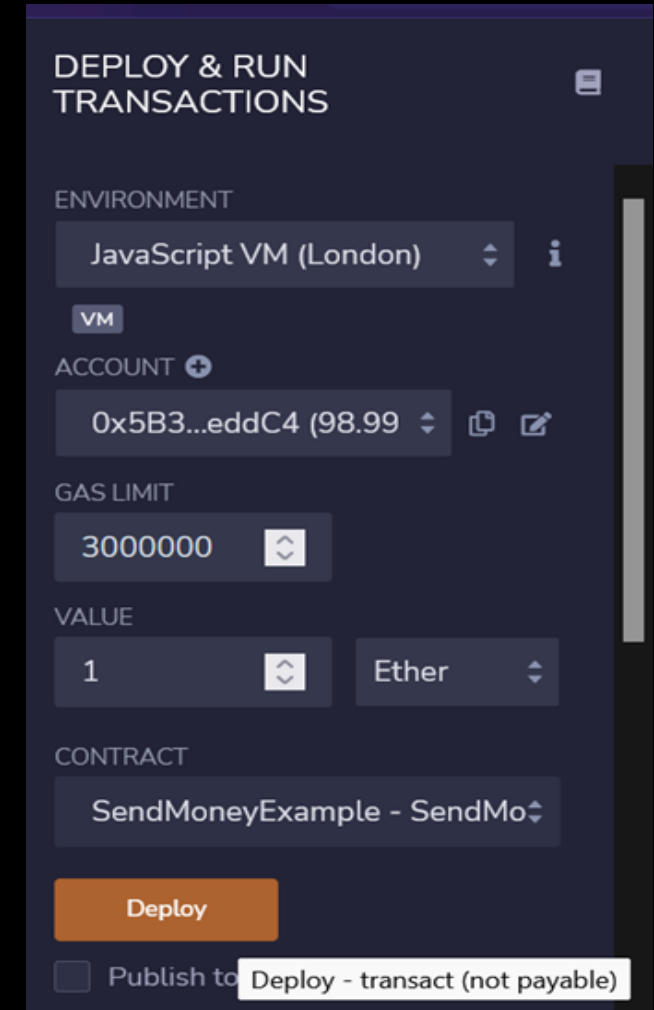 DEPLOY & RUN
TRANSACTIONS
ENVIRONMENT
JavaScript VM (London)
VM
ACCOUNT
0x5B3...eddC4 (98.99
GAS LIMIT
3000000
VALUE
1 Ether
CONTRACT
SendMoneyExample - SendMo
Deploy
Publish to
Deploy - transact (not payable)